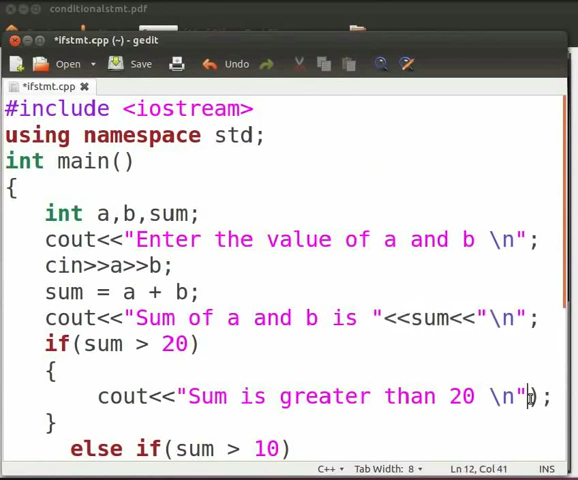 conditionalstmt.pdf
*ifstmt.cpp (~) - gedit
Open Save Undo
*ifstmt.cpp
#include <iostream>
using namespace std;
int main()
{
int a,b,sum;
cout<<"Enter the value of a and b \n";
cin>>a>>b;
sum = a + b;
cout<<"Sum of a and b is "<<sum<<"\n";
if(sum > 20)
{
cout<<"Sum is greater than 20 \n");
}
else if(sum > 10)
C++ Tab Width: 8 Ln 12, Col 41 INS